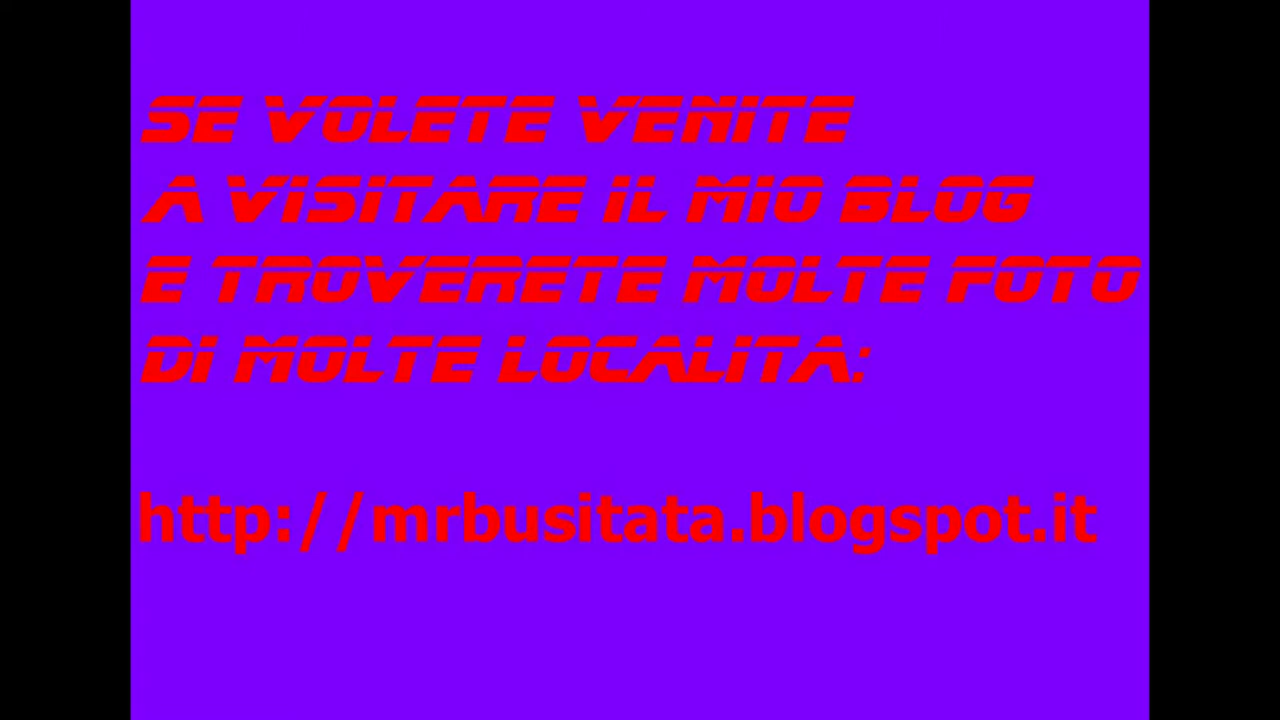 SE VOLETE VENITE
A VISITARE IL MIO BLOG
E TROVERETE MOLTE FOTO
DI MOLTE LOCALITA:
http://mrbusitata.blogspot.it